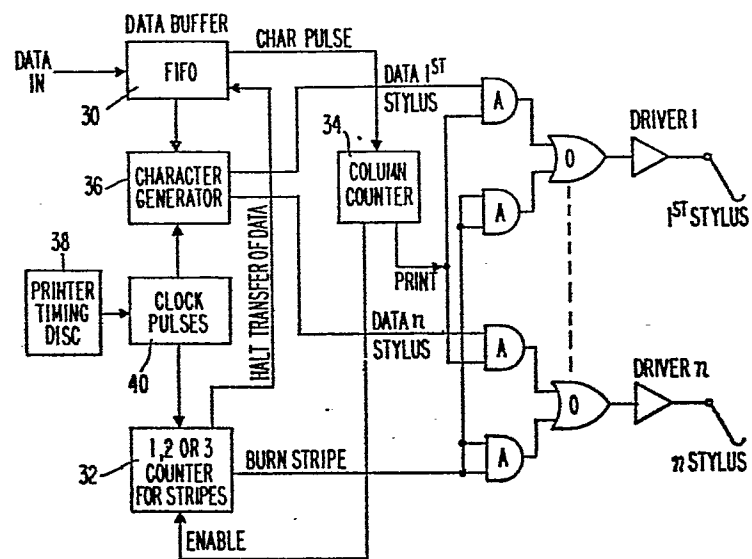 DATA BUFFER
DATA IN
FIFO
30
CHAR PULSE
DATA 1ST STYLUS
34
COLUMN COUNTER
A
DRIVER 1
O
1ST STYLUS
36
CHARACTER GENERATOR
A
38
PRINTER TIMING DISC
CLOCK PULSES
40
HALT TRANSFER OF DATA
PRINT
DATA n STYLUS
A
DRIVER n
O
n STYLUS
32
1, 2 OR 3 COUNTER FOR STRIPES
BURN STRIPE
A
ENABLE